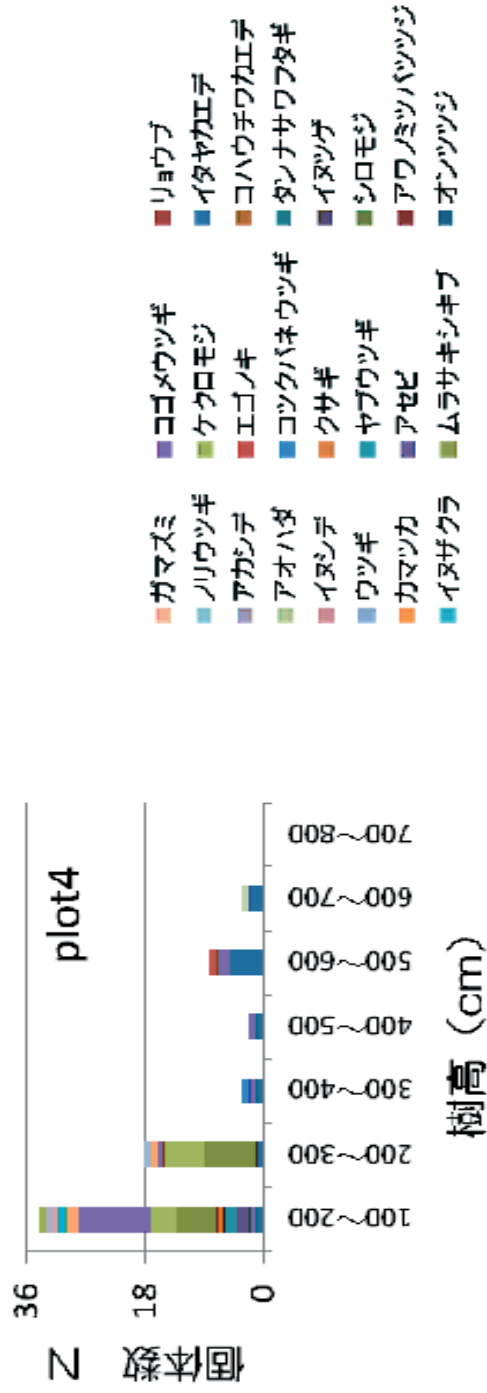 plot4
36
18
0
個体数 N
100～200
200～300
300～400
400～500
500～600
600～700
700～800
樹高（cm）
ガマズミ コゴメウツギ リョウブ
ノリウツギ ケクロモジ イタヤカエデ
アカシデ エゴノキ コハウチワカエデ
アオハダ コツクバネウツギ タンナサワフタギ
イヌシデ クサギ イヌツゲ
ウツギ ヤブウツギ シロモジ
カマツカ アセビ アワノミツバツツジ
イヌザクラ ムラサキシキブ オンツツジ